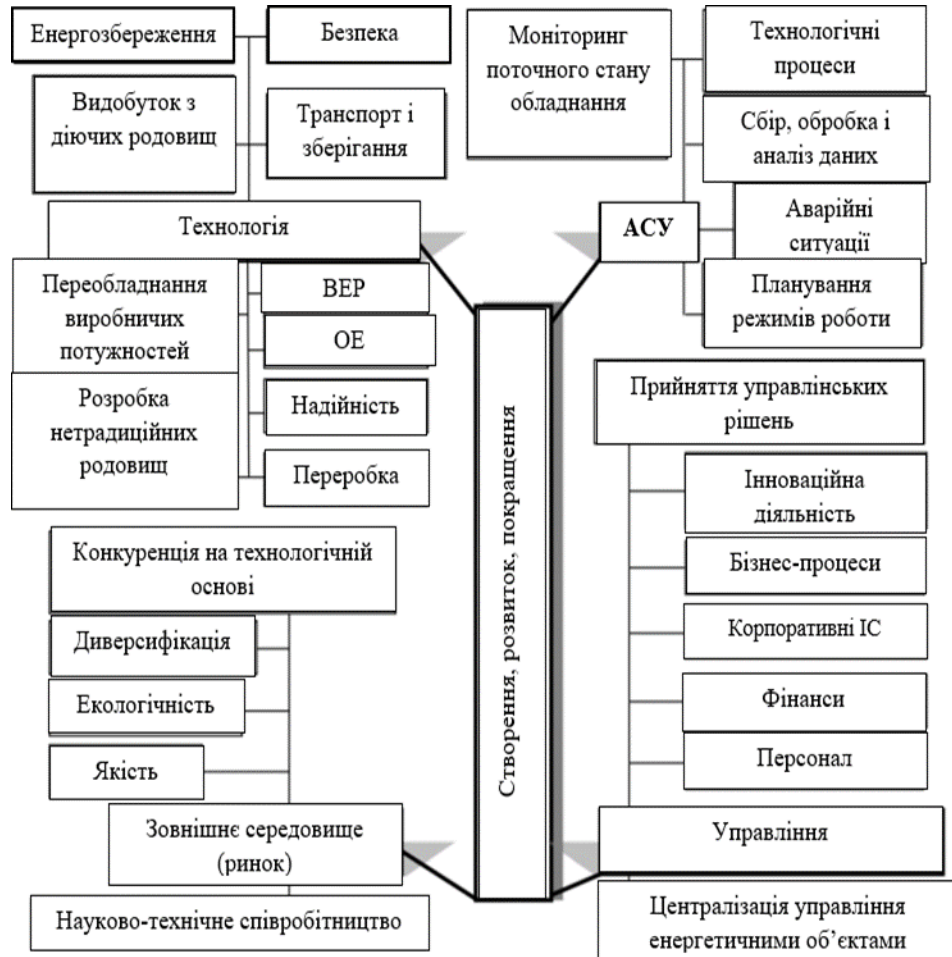 Енергозбереження
Безпека
Видобуток з
діючих родовищ
Транспорт і
зберігання
Технологія
Переобладнання
виробничих
потужностей
ВЕР
ОЕ
Розробка
нетрадиційних
родовищ
Надійність
Переробка
Моніторинг
поточного стану
обладнання
Технологічні
процеси
Сбір, обробка і
аналіз даних
АСУ
Аварійні
ситуації
Планування
режимів роботи
Створення, розвиток, покращення
Конкуренція на технологічній
основі
Диверсифікація
Екологічність
Якість
Зовнішнє середовище
(ринок)
Науково-технічне співробітництво
Прийняття управлінських
рішень
Інноваційна
діяльність
Бізнес-процеси
Корпоративні ІС
Фінанси
Персонал
Управління
Централізація управління
енергетичними об’єктами